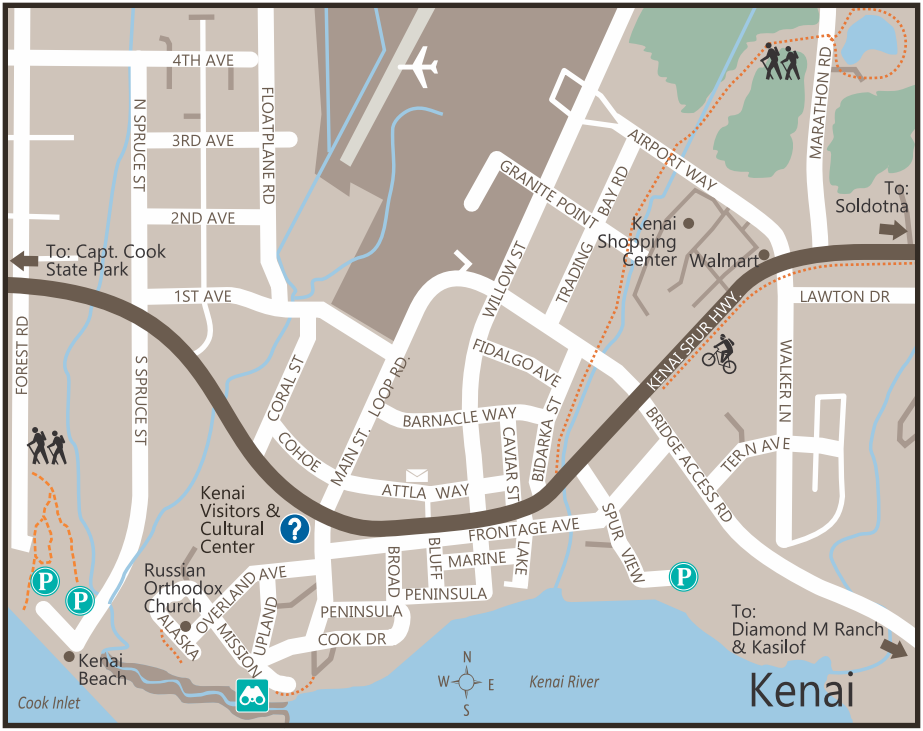 4TH AVE
N SPRUCE ST
FLOATPLANE RD
3RD AVE
2ND AVE
1ST AVE
To: Capt. Cook
State Park
AIRPORT WAY
MARATHON RD
GRANITE POINT
BAY RD
TRADING
Kenai
Shopping
Center
Walmart
To:
Soldotna
WILLOW ST
KENAI SPUR HWY.
LAWTON DR
FOREST RD
S SPRUCE ST
CORAL ST
MAIN ST. LOOP RD.
FIDALGO AVE
BARNACLE WAY
CAVIAR ST
BIDARKA ST
WALKER LN
BRIDGE ACCESS RD
TERN AVE
COHOE
ATTLA WAY
Kenai
Visitors &
Cultural
Center
?
FRONTAGE AVE
SPUR VIEW
BROAD
BLUFF
MARINE
LAKE
P
P
P
Russian
Orthodox
Church
OVERLAND AVE
ALASKA
MISSION
UPLAND
PENINSULA
PENINSULA
COOK DR
Kenai
Beach
Cook Inlet
N
W
E
S
Kenai River
To:
Diamond M Ranch
& Kasilof
Kenai